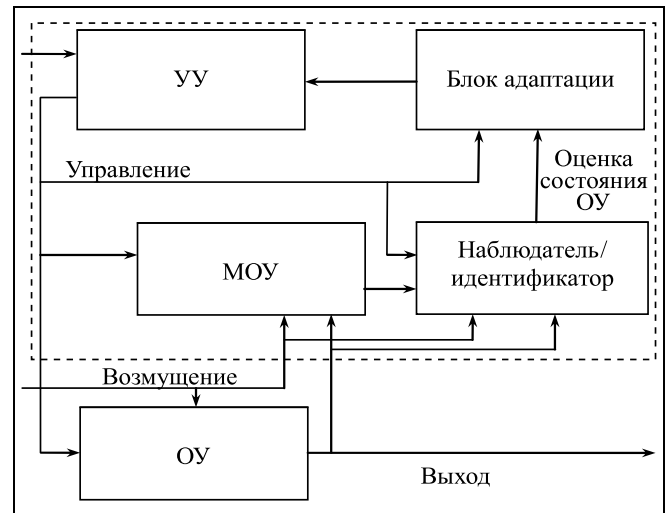 УУ
Блок адаптации
Управление
Оценка
состояния
ОУ
МОУ
Наблюдатель/
идентификатор
Возмущение
ОУ
Выход